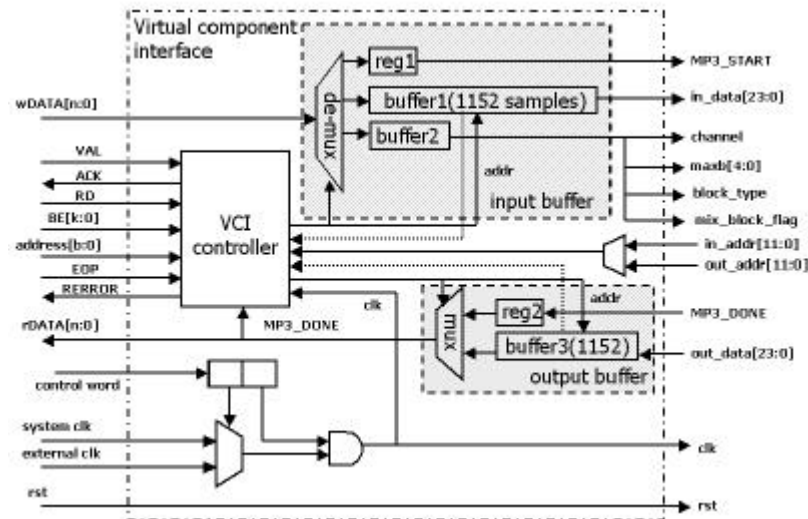 Virtual component
interface
reg1
MP3_START
de-mux
buffer1(1152 samples)
in_data[23:0]
wDATA[n:0]
buffer2
channel
VAL
maxb[4:0]
ACK
addr
RD
block_type
VCI
controller
input buffer
BE[k:0]
mix_block_flag
address[b:0]
in_addr[11:0]
EOP
out_addr[11:0]
RERROR
clk
addr
rDATA[n:0]
MP3_DONE
mux
reg2
MP3_DONE
buffer3(1152)
out_data[23:0]
output buffer
control word
system clk
external clk
clk
rst
rst